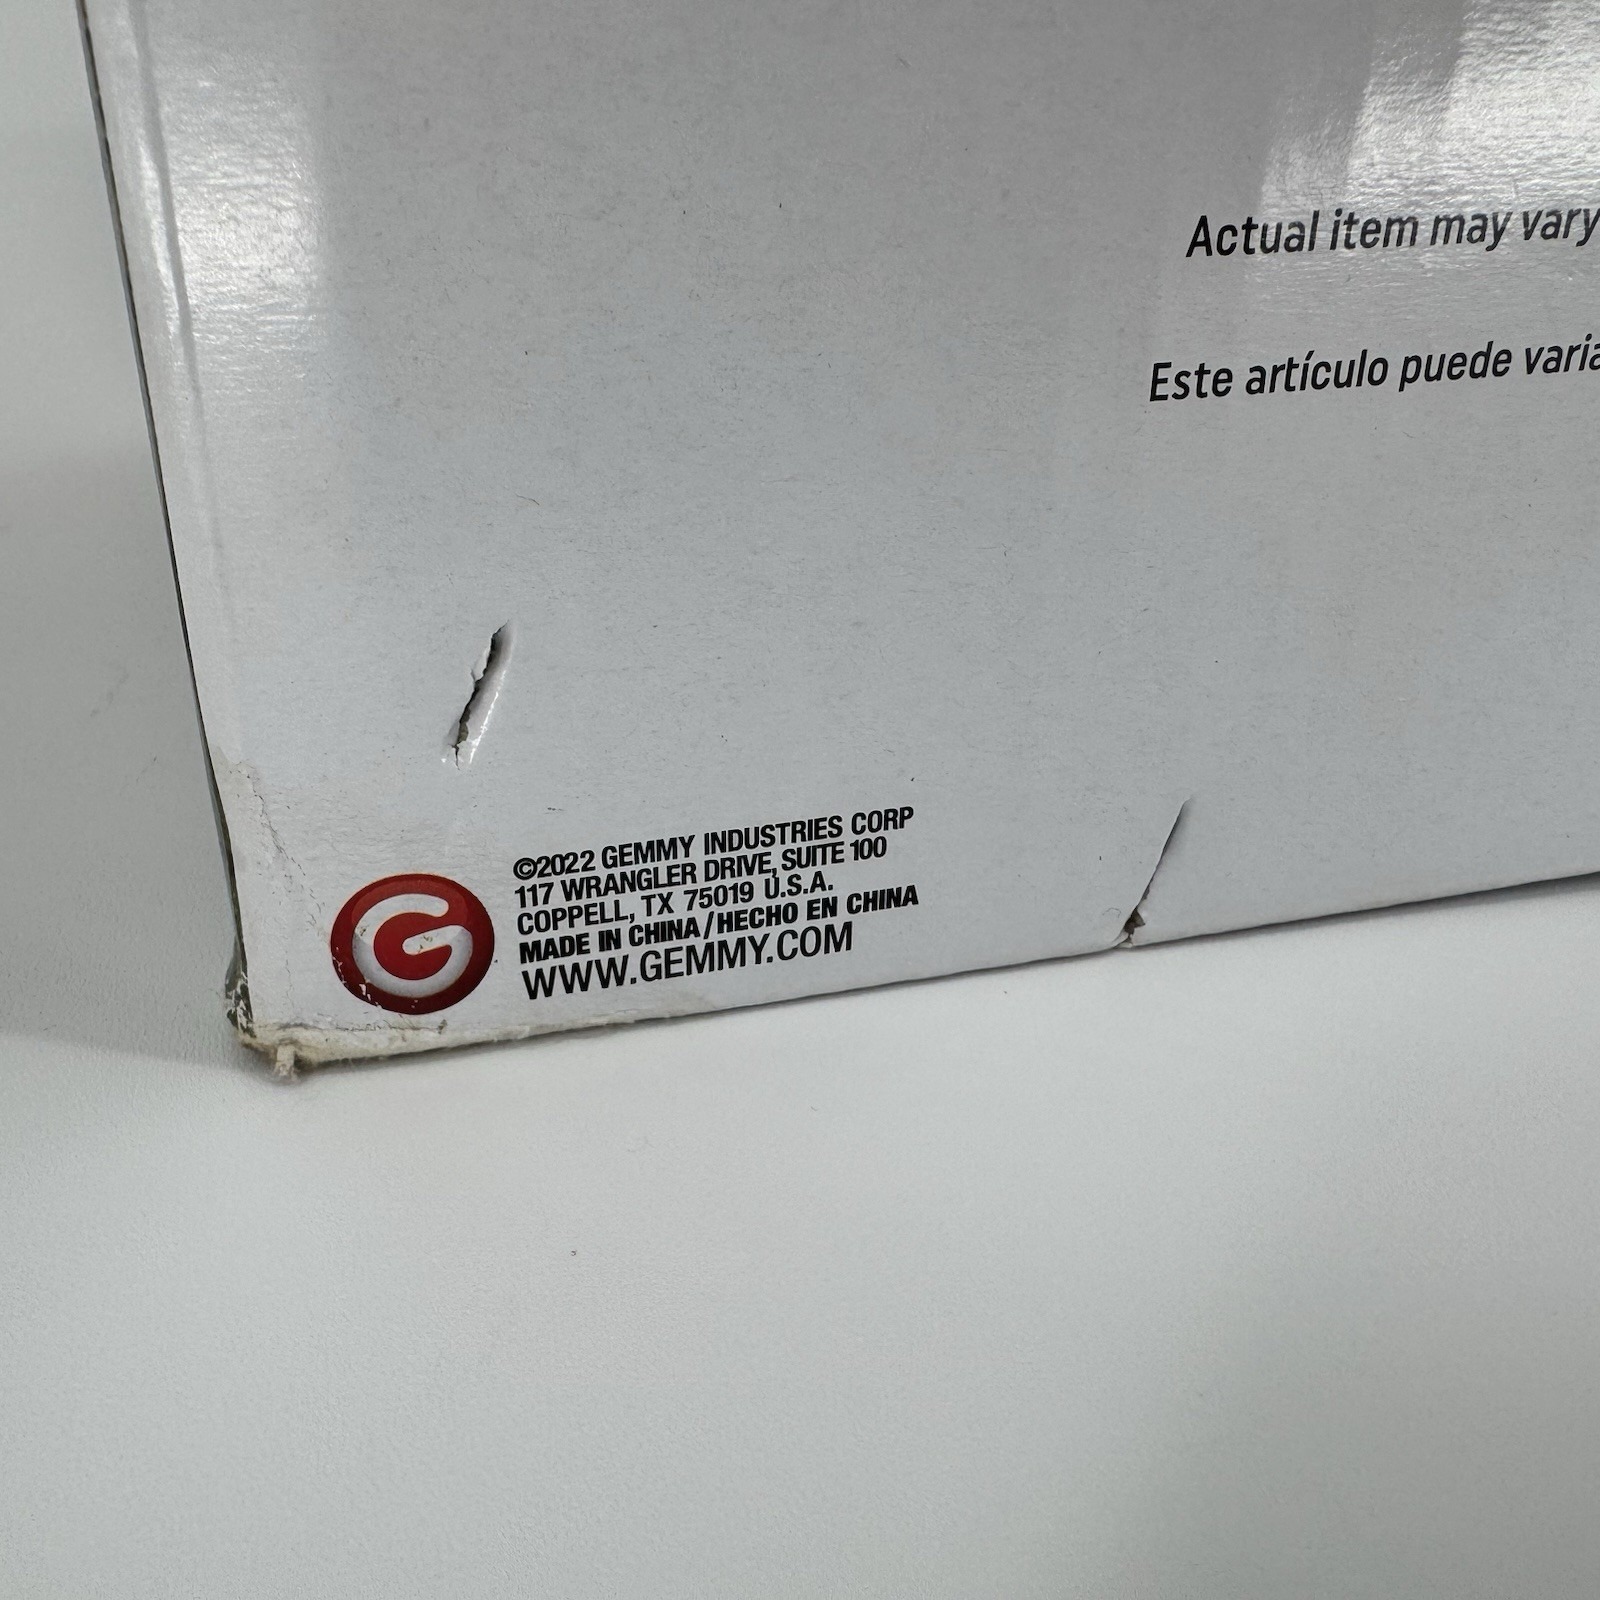 Actual item may vary
Este artículo puede varia
©2022 GEMMY INDUSTRIES CORP
117 WRANGLER DRIVE, SUITE 100
COPPELL, TX 75019 U.S.A.
MADE IN CHINA/HECHO EN CHINA
WWW.GEMMY.COM
G